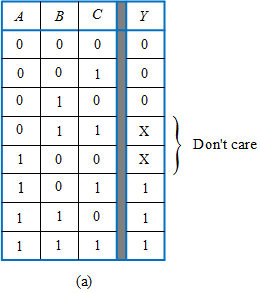 A B C Y
0 0 0 0
0 0 1 0
0 1 0 0
0 1 1 X
1 0 0 X
Don't care
1 0 1 1
1 1 0 1
1 1 1 1
(a)